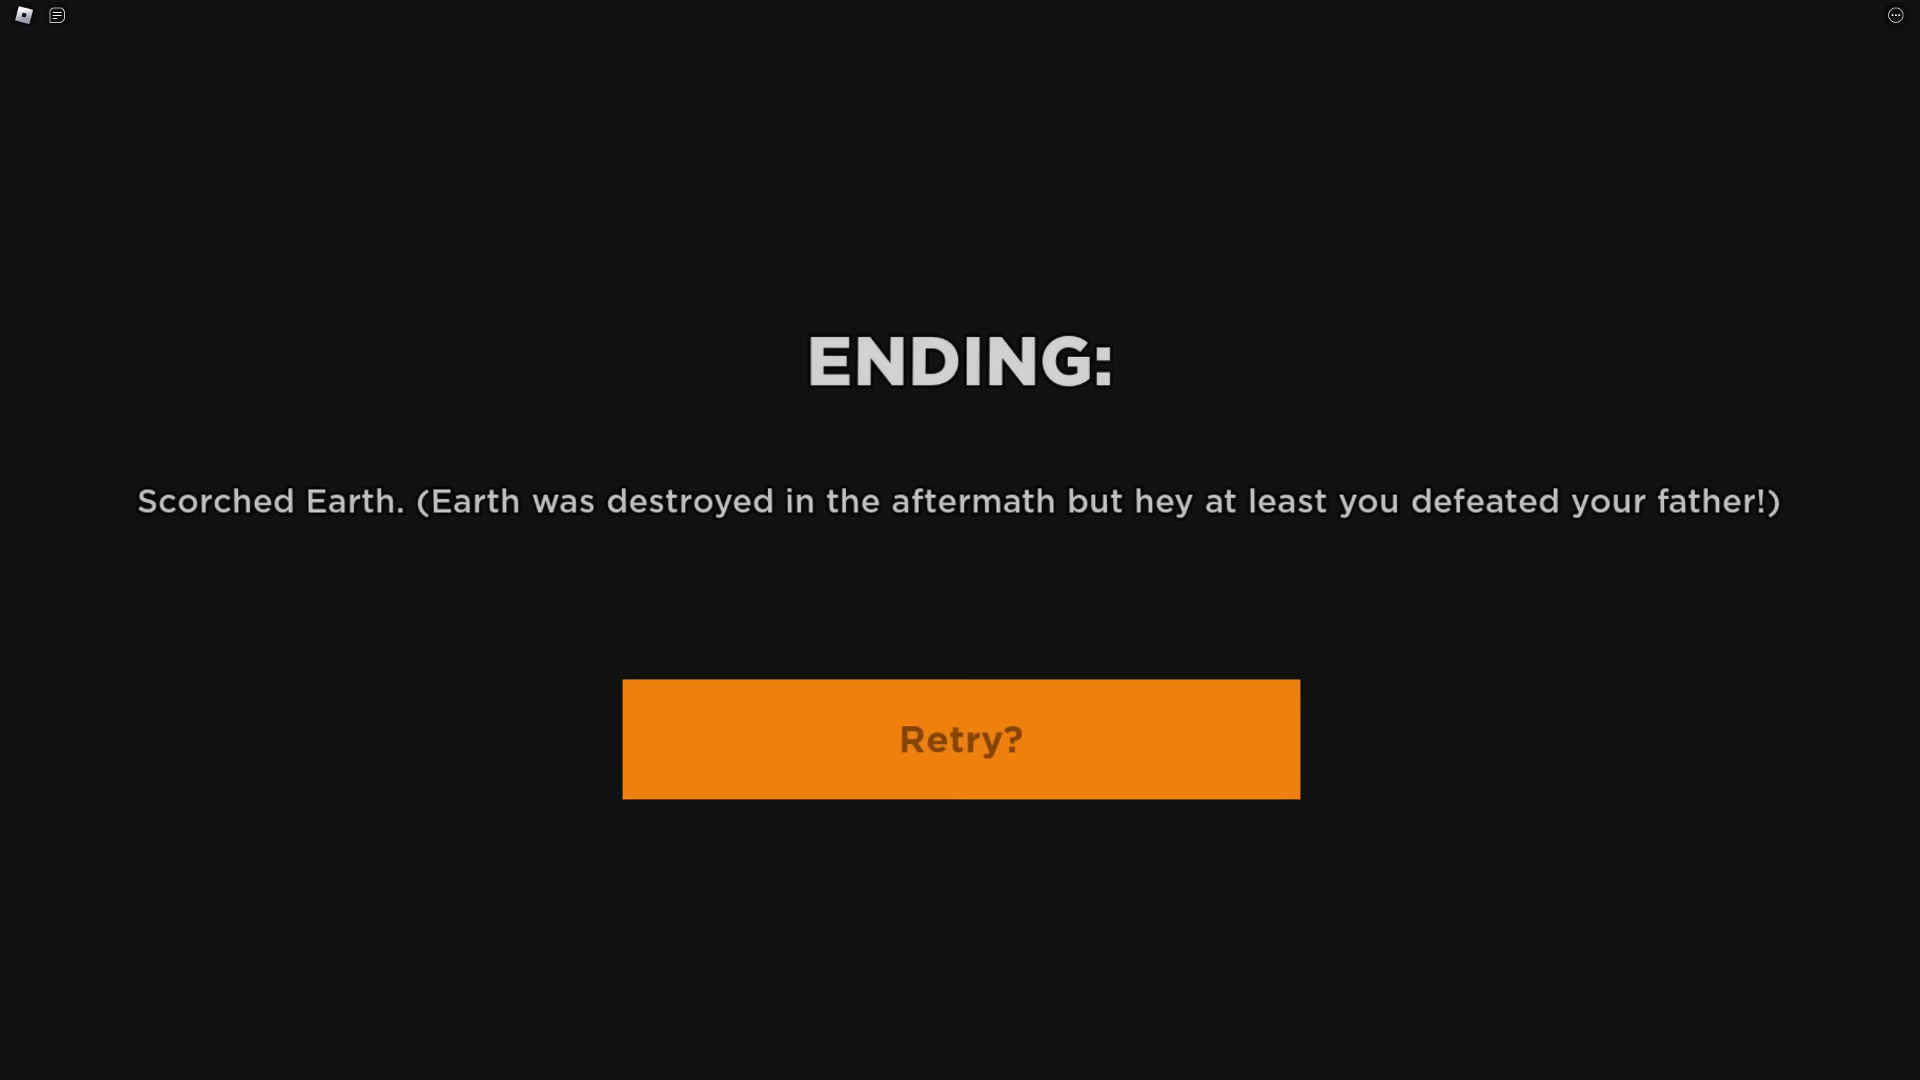 ENDING:
Scorched Earth. (Earth was destroyed in the aftermath but hey at least you defeated your father!)
Retry?